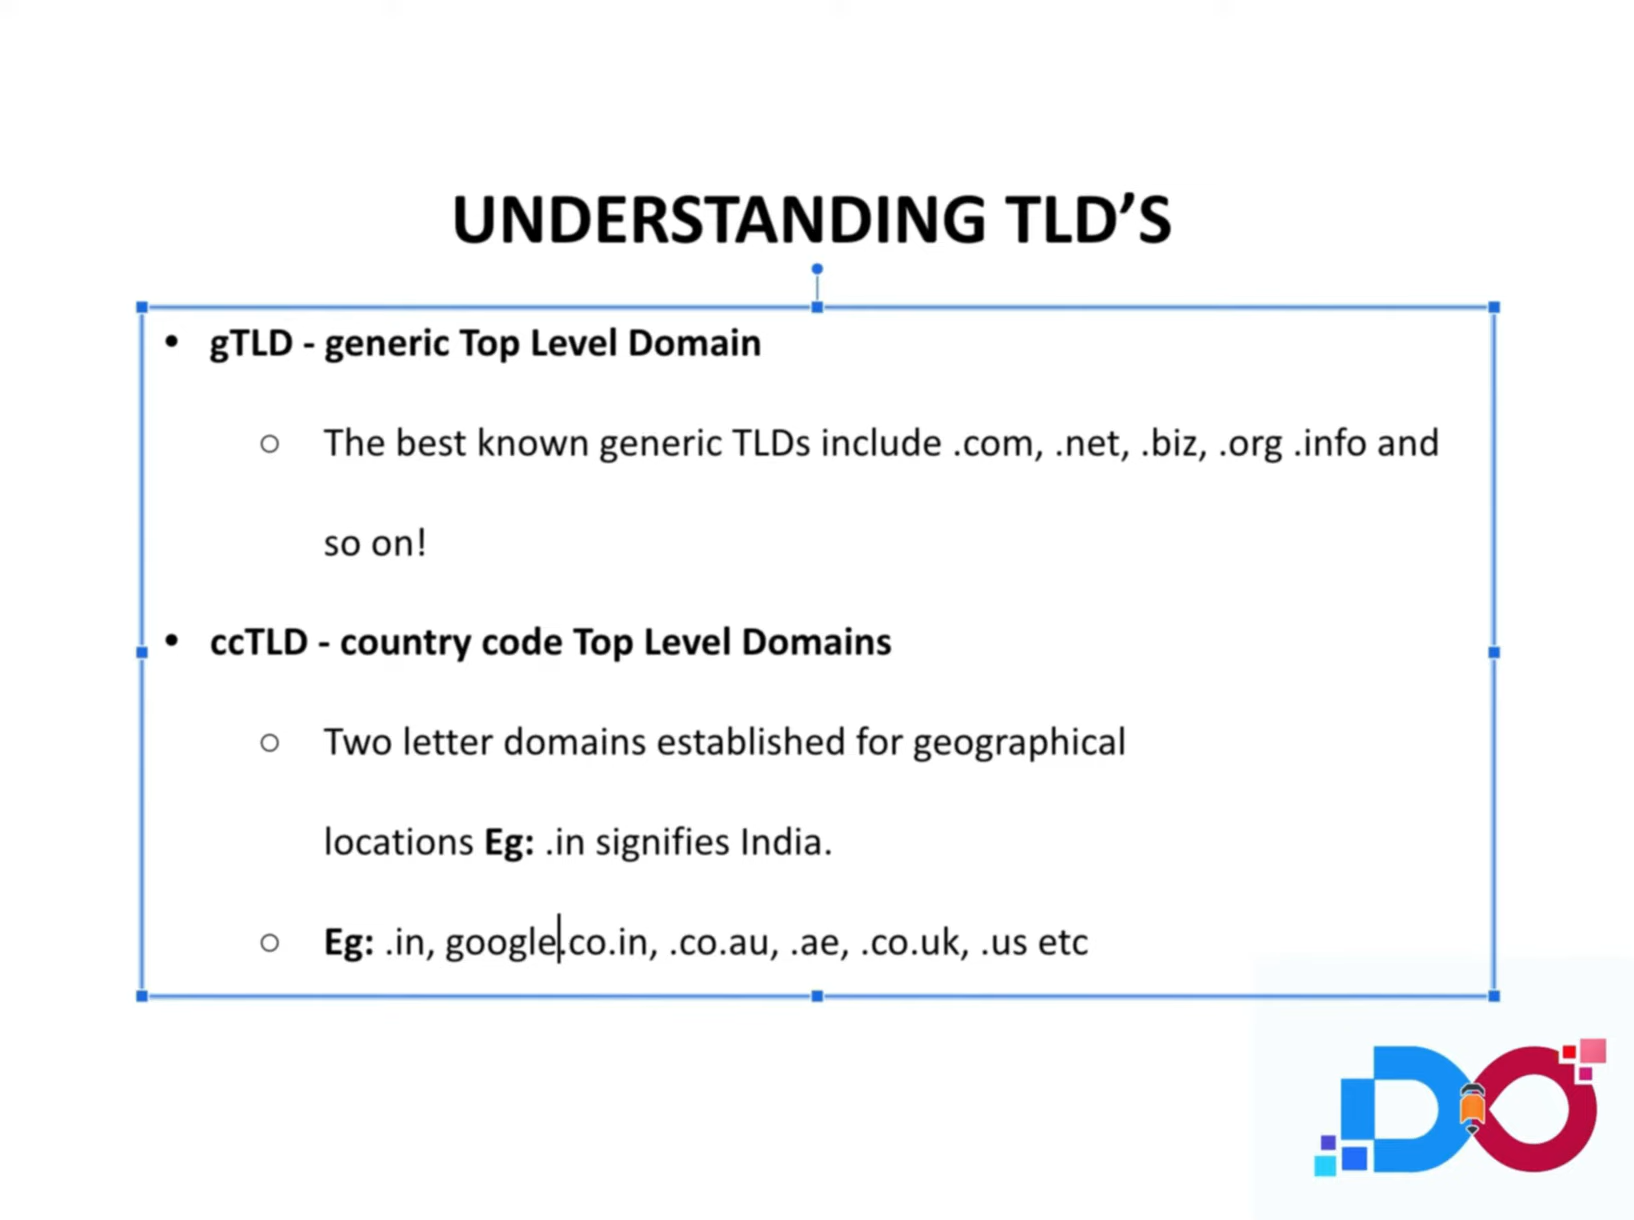 UNDERSTANDING TLD’S
• gTLD - generic Top Level Domain
○ The best known generic TLDs include .com, .net, .biz, .org .info and
so on!
• ccTLD - country code Top Level Domains
○ Two letter domains established for geographical
locations Eg: .in signifies India.
○ Eg: .in, google.co.in, .co.au, .ae, .co.uk, .us etc
DO